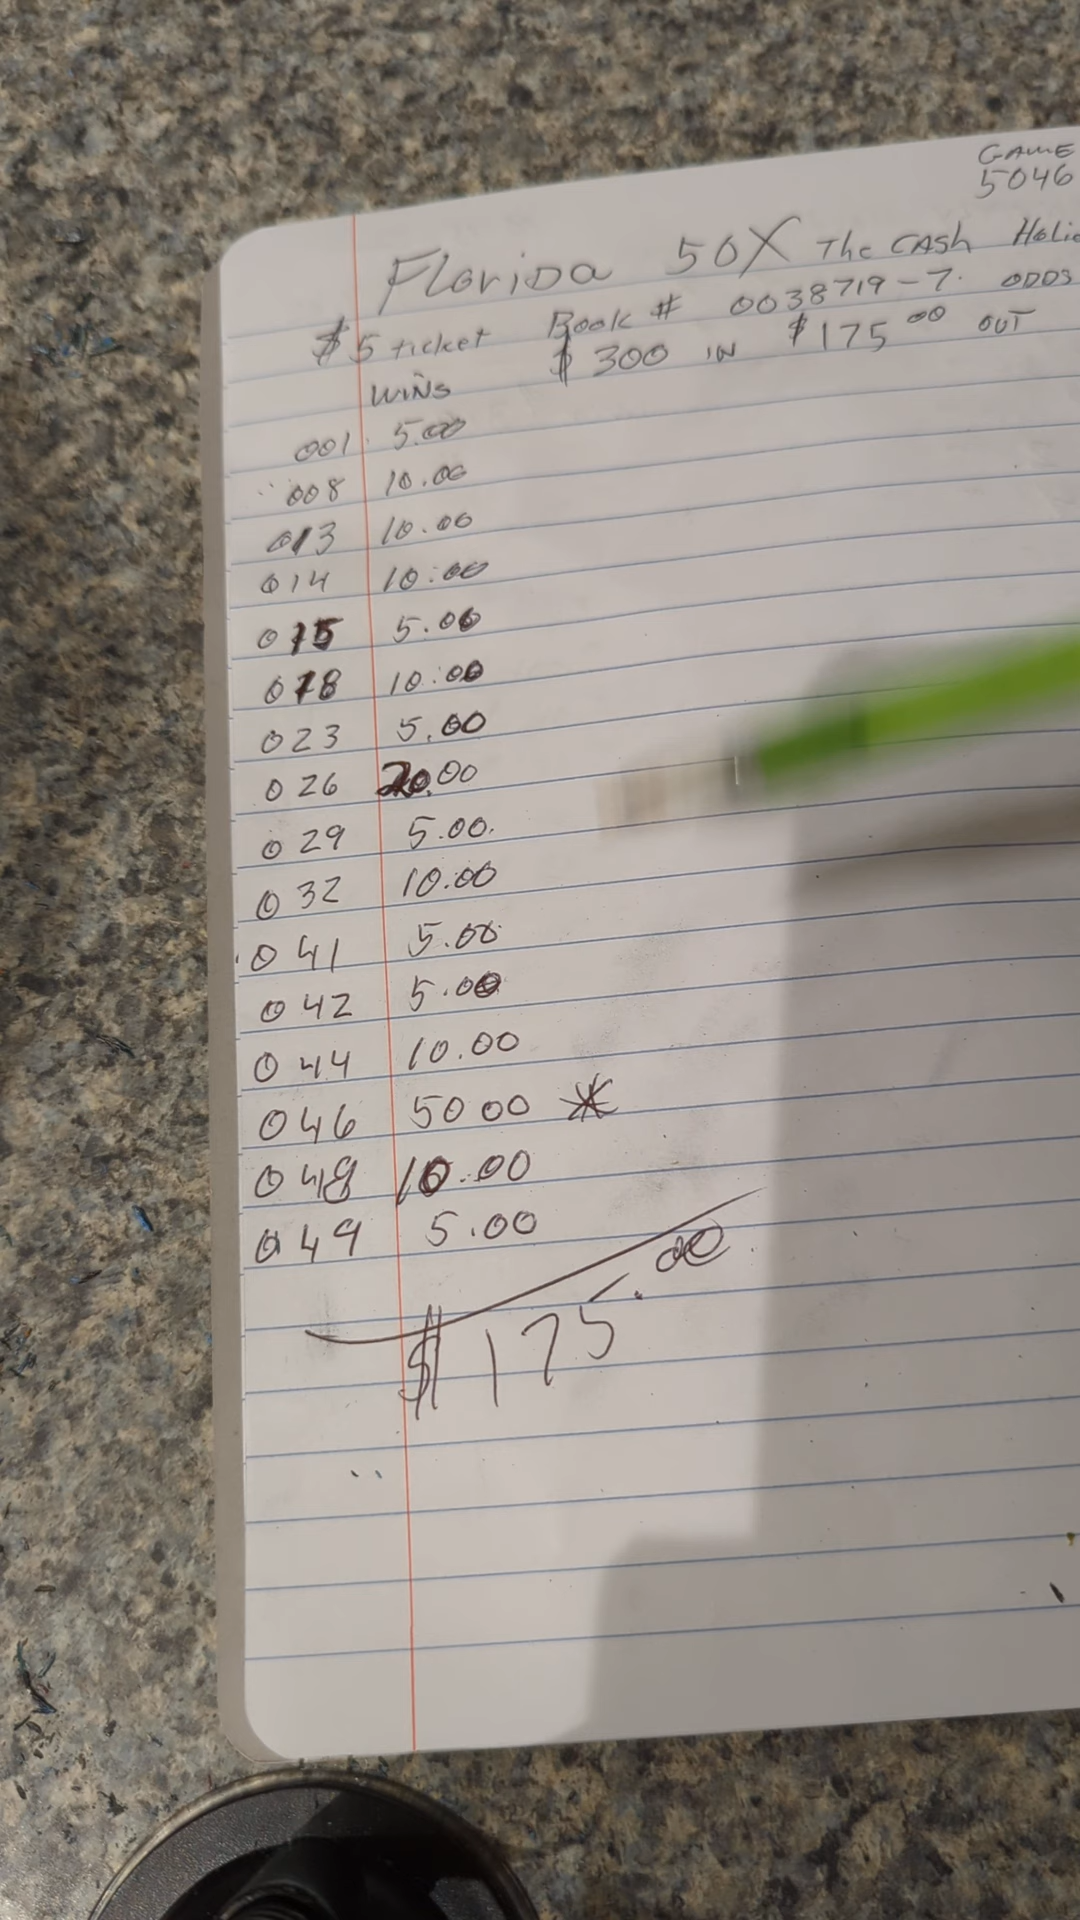 GAME
5046
Florida 50X The CASH
$5 ticket Book # 0038719-7. ODDS
$300 IN $175.00 OUT
WINS
001 5.00
008 10.00
013 10.00
014 10:00
015 5.00
018 10:00
023 5.00
026 20.00
029 5.00.
032 10.00
041 5.00
042 5.00
044 10.00
046 50 00 *
048 10.00
049 5.00
$175.00